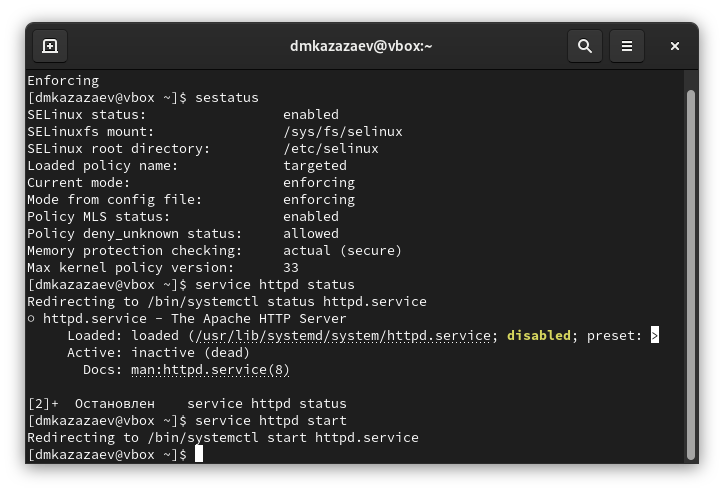 dmkazazaev@vbox:~
Enforcing
[dmkazazaev@vbox ~]$ sestatus
SELinux status:                 enabled
SELinuxfs mount:                /sys/fs/selinux
SELinux root directory:         /etc/selinux
Loaded policy name:             targeted
Current mode:                   enforcing
Mode from config file:          enforcing
Policy MLS status:              enabled
Policy deny_unknown status:     allowed
Memory protection checking:     actual (secure)
Max kernel policy version:      33
[dmkazazaev@vbox ~]$ service httpd status
Redirecting to /bin/systemctl status httpd.service
○ httpd.service - The Apache HTTP Server
     Loaded: loaded (/usr/lib/systemd/system/httpd.service; disabled; preset: >
     Active: inactive (dead)
       Docs: man:httpd.service(8)
[2]+  Остановлен    service httpd status
[dmkazazaev@vbox ~]$ service httpd start
Redirecting to /bin/systemctl start httpd.service
[dmkazazaev@vbox ~]$